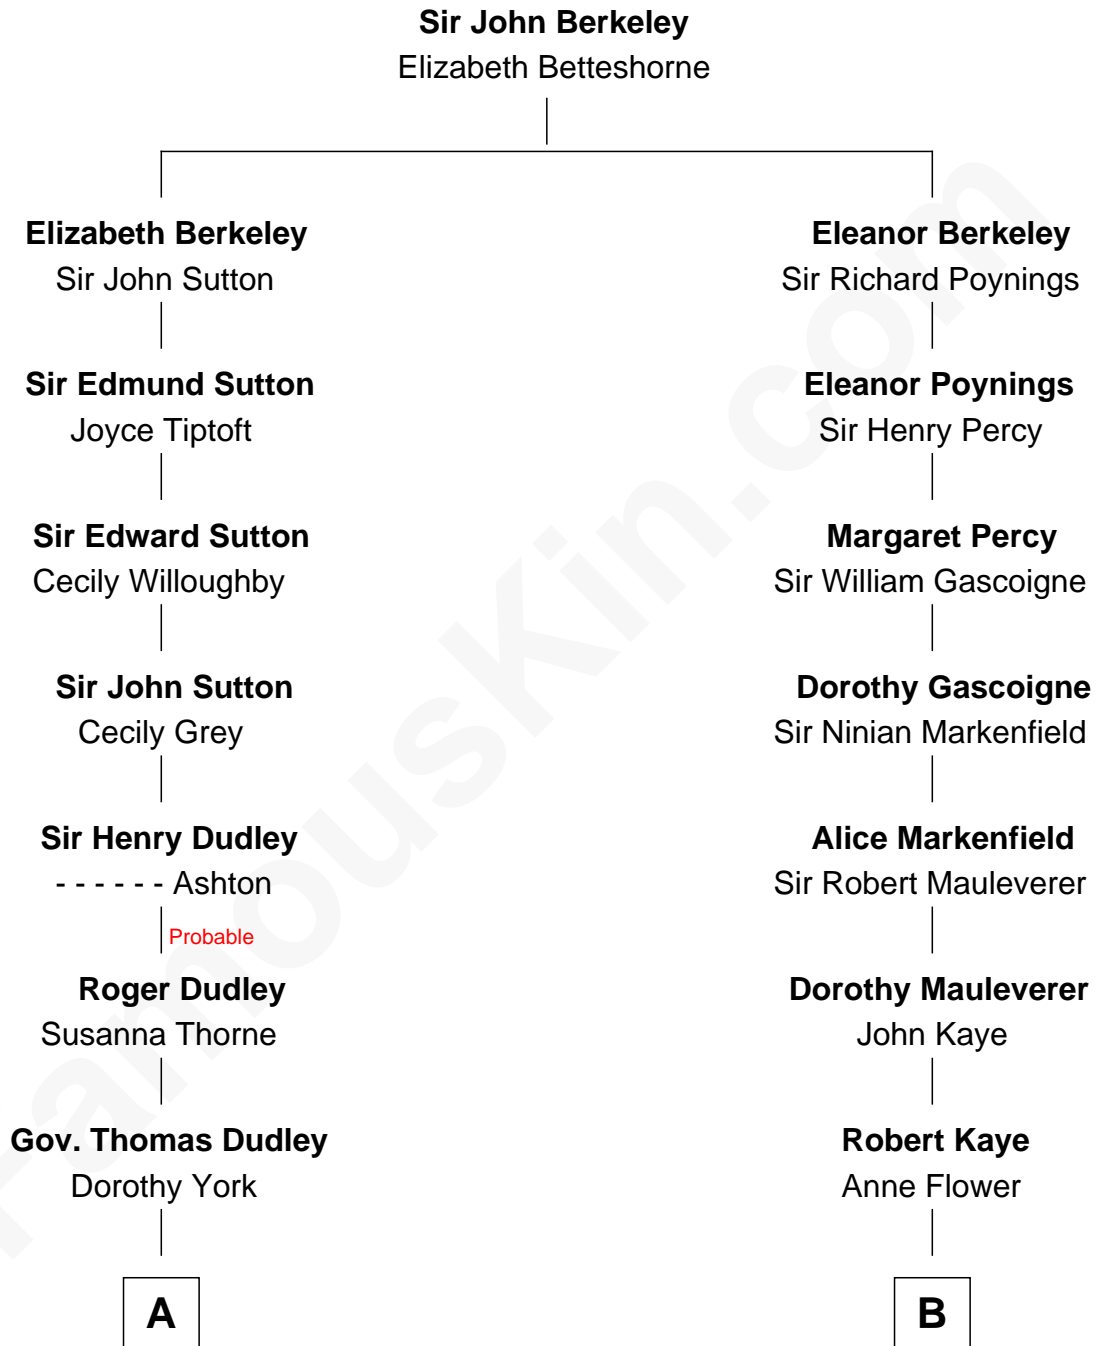 Sir John Berkeley
Elizabeth Betteshorne
Elizabeth Berkeley
Sir John Sutton
Eleanor Berkeley
Sir Richard Poynings
Sir Edmund Sutton
Joyce Tiptoft
Eleanor Poynings
Sir Henry Percy
Sir Edward Sutton
Cecily Willoughby
Margaret Percy
Sir William Gascoigne
Sir John Sutton
Cecily Grey
Dorothy Gascoigne
Sir Ninian Markenfield
Sir Henry Dudley
- - - - - - Ashton
Alice Markenfield
Sir Robert Mauleverer
Probable
Roger Dudley
Susanna Thorne
Dorothy Mauleverer
John Kaye
Gov. Thomas Dudley
Dorothy York
Robert Kaye
Anne Flower
A
B
FamousKin.com